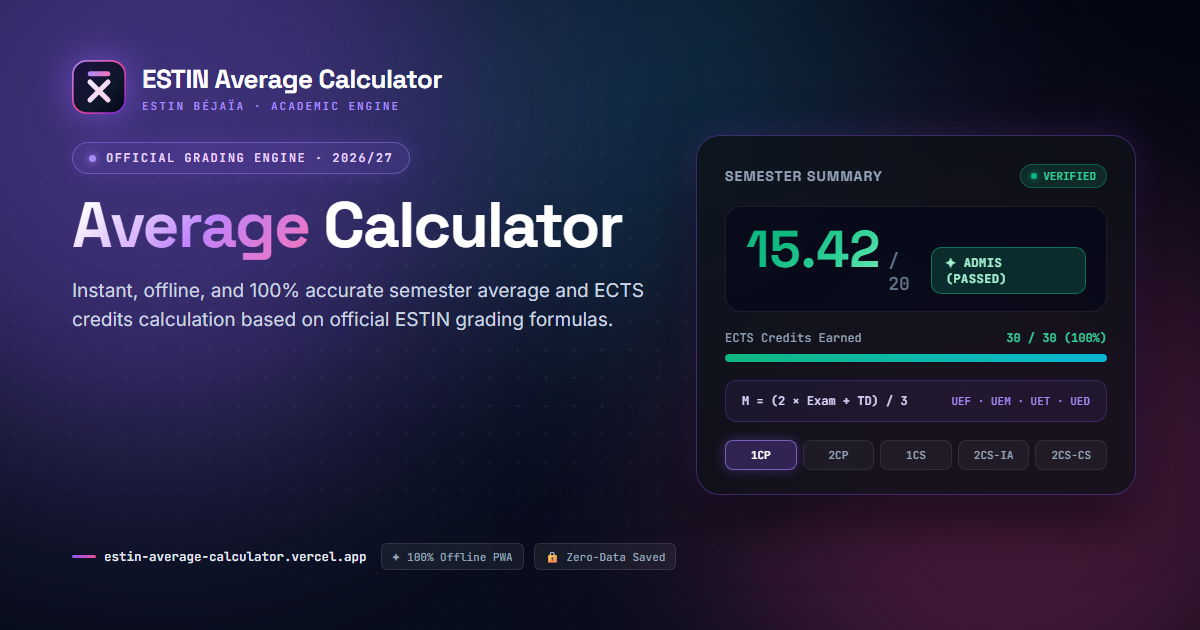 ESTIN Average Calculator
ESTIN BÉJAÏA · ACADEMIC ENGINE
OFFICIAL GRADING ENGINE · 2026/27
Average Calculator
Instant, offline, and 100% accurate semester average and ECTS
credits calculation based on official ESTIN grading formulas.
estin-average-calculator.vercel.app
✦ 100% Offline PWA
🔒 Zero-Data Saved
SEMESTER SUMMARY
VERIFIED
15.42 /
20
✦ ADMIS
(PASSED)
ECTS Credits Earned
30 / 30 (100%)
M = (2 × Exam + TD) / 3
UEF · UEM · UET · UED
1CP
2CP
1CS
2CS-IA
2CS-CS